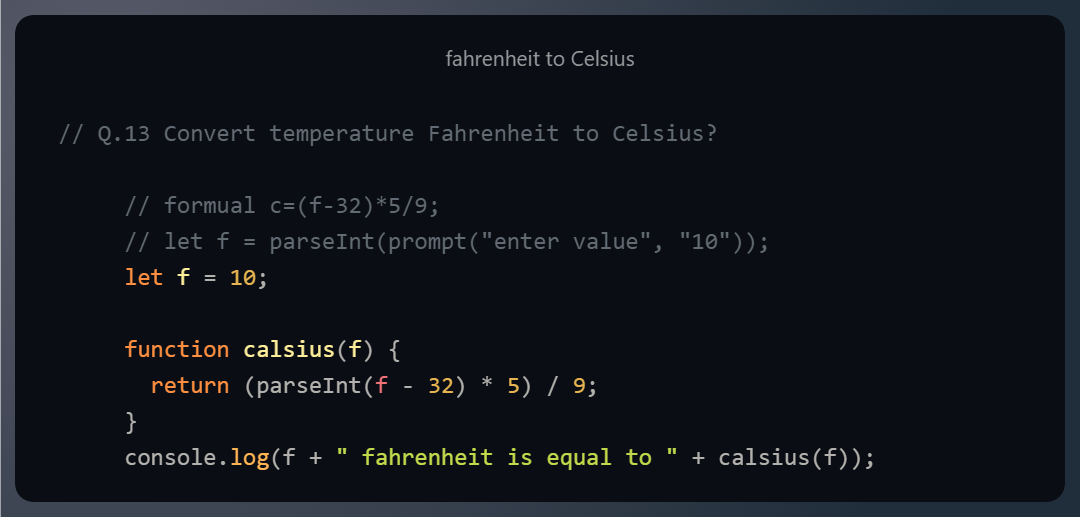 fahrenheit to Celsius
// Q.13 Convert temperature Fahrenheit to Celsius?
// formual c=(f-32)*5/9;
// let f = parseInt(prompt("enter value", "10"));
let f = 10;
function calsius(f) {
return (parseInt(f - 32) * 5) / 9;
}
console.log(f + " fahrenheit is equal to " + calsius(f));